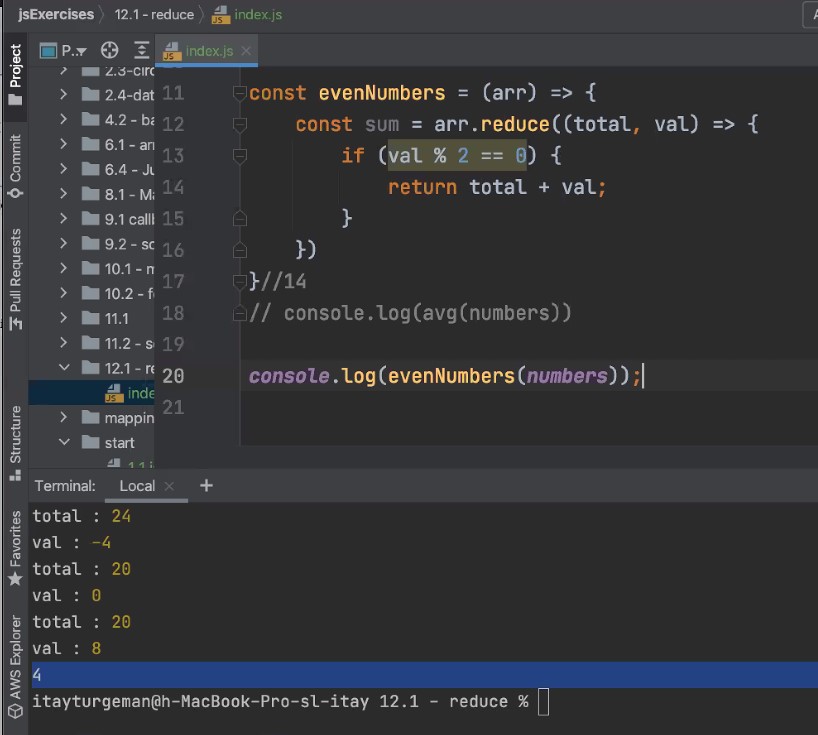 jsExercises
12.1 - reduce
index.js
Project
Commit
Pull Requests
Structure
Favorites
AWS Explorer
P..
index.js
2.3-circ
2.4-dat
4.2 - ba
6.1 - arr
6.4 - Ju
8.1 - Ma
9.1 callb
9.2 - so
10.1 - m
10.2 - f
11.1
11.2 - s
12.1 - re
inde
mappin
start
1.1.j
11 const evenNumbers = (arr) => {
12 const sum = arr.reduce((total, val) => {
13 if (val % 2 == 0) {
14 return total + val;
15 }
16 })
17 }//14
18 // console.log(avg(numbers))
19
20 console.log(evenNumbers(numbers));
21
Terminal: Local
total : 24
val : -4
total : 20
val : 0
total : 20
val : 8
4
itayturgeman@h-MacBook-Pro-sl-itay 12.1 - reduce %